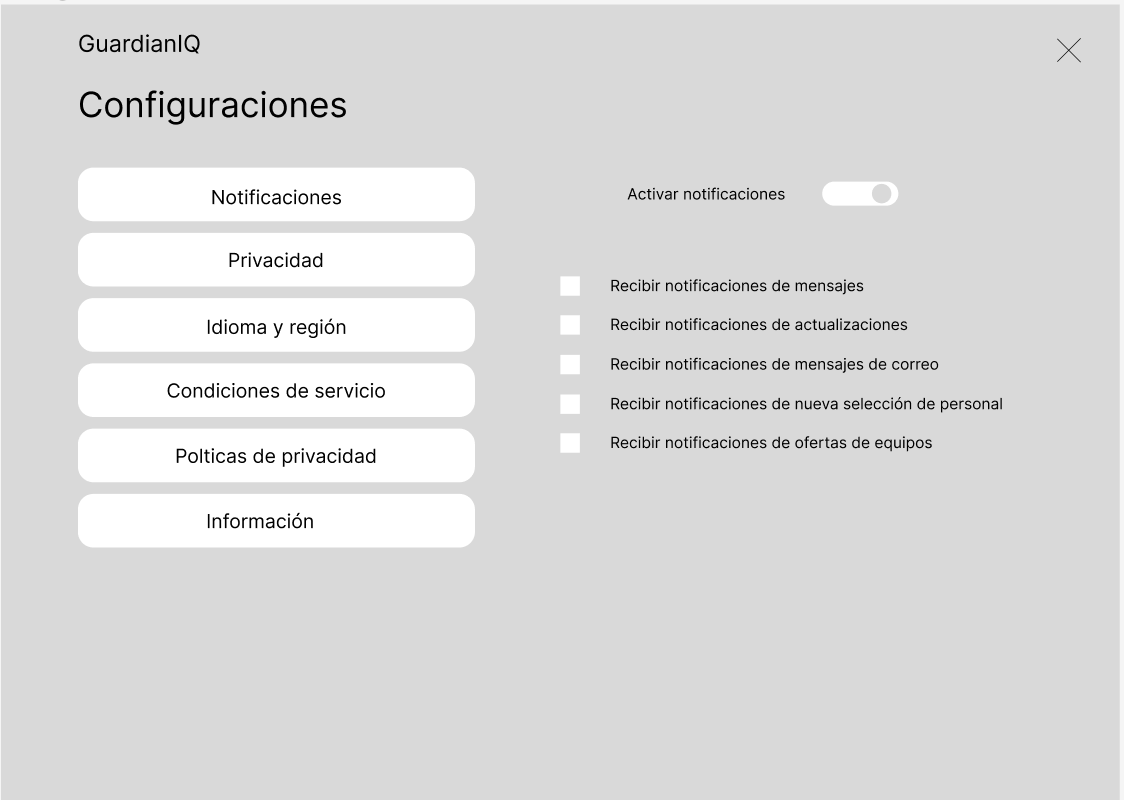 GuardianIQ
Configuraciones
Notificaciones
Privacidad
Idioma y región
Condiciones de servicio
Polticas de privacidad
Información
Activar notificaciones
Recibir notificaciones de mensajes
Recibir notificaciones de actualizaciones
Recibir notificaciones de mensajes de correo
Recibir notificaciones de nueva selección de personal
Recibir notificaciones de ofertas de equipos